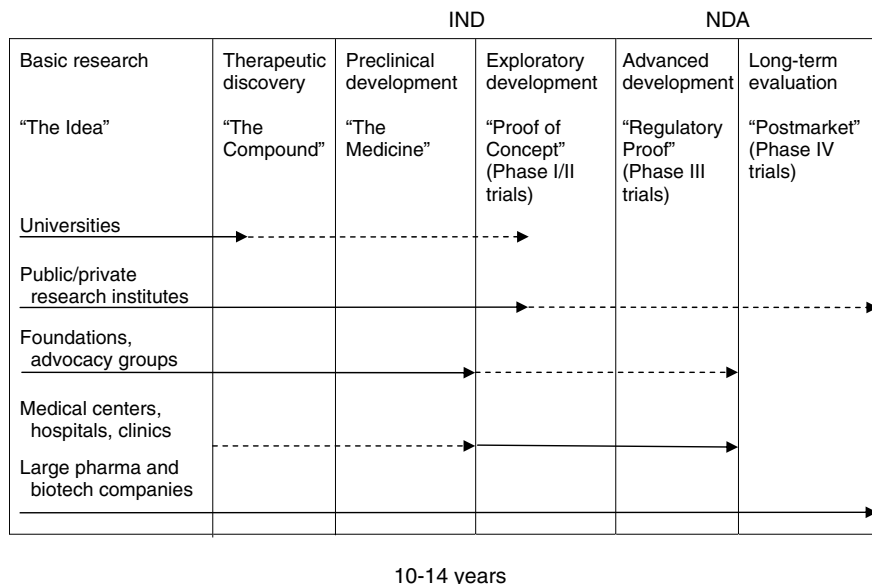 IND
NDA
Basic research
"The Idea"
Therapeutic
discovery
"The
Compound"
Preclinical
development
"The
Medicine"
Exploratory
development
"Proof of
Concept"
(Phase I/II
trials)
Advanced
development
"Regulatory
Proof"
(Phase III
trials)
Long-term
evaluation
"Postmarket"
(Phase IV
trials)
Universities
Public/private
research institutes
Foundations,
advocacy groups
Medical centers,
hospitals, clinics
Large pharma and
biotech companies
10-14 years